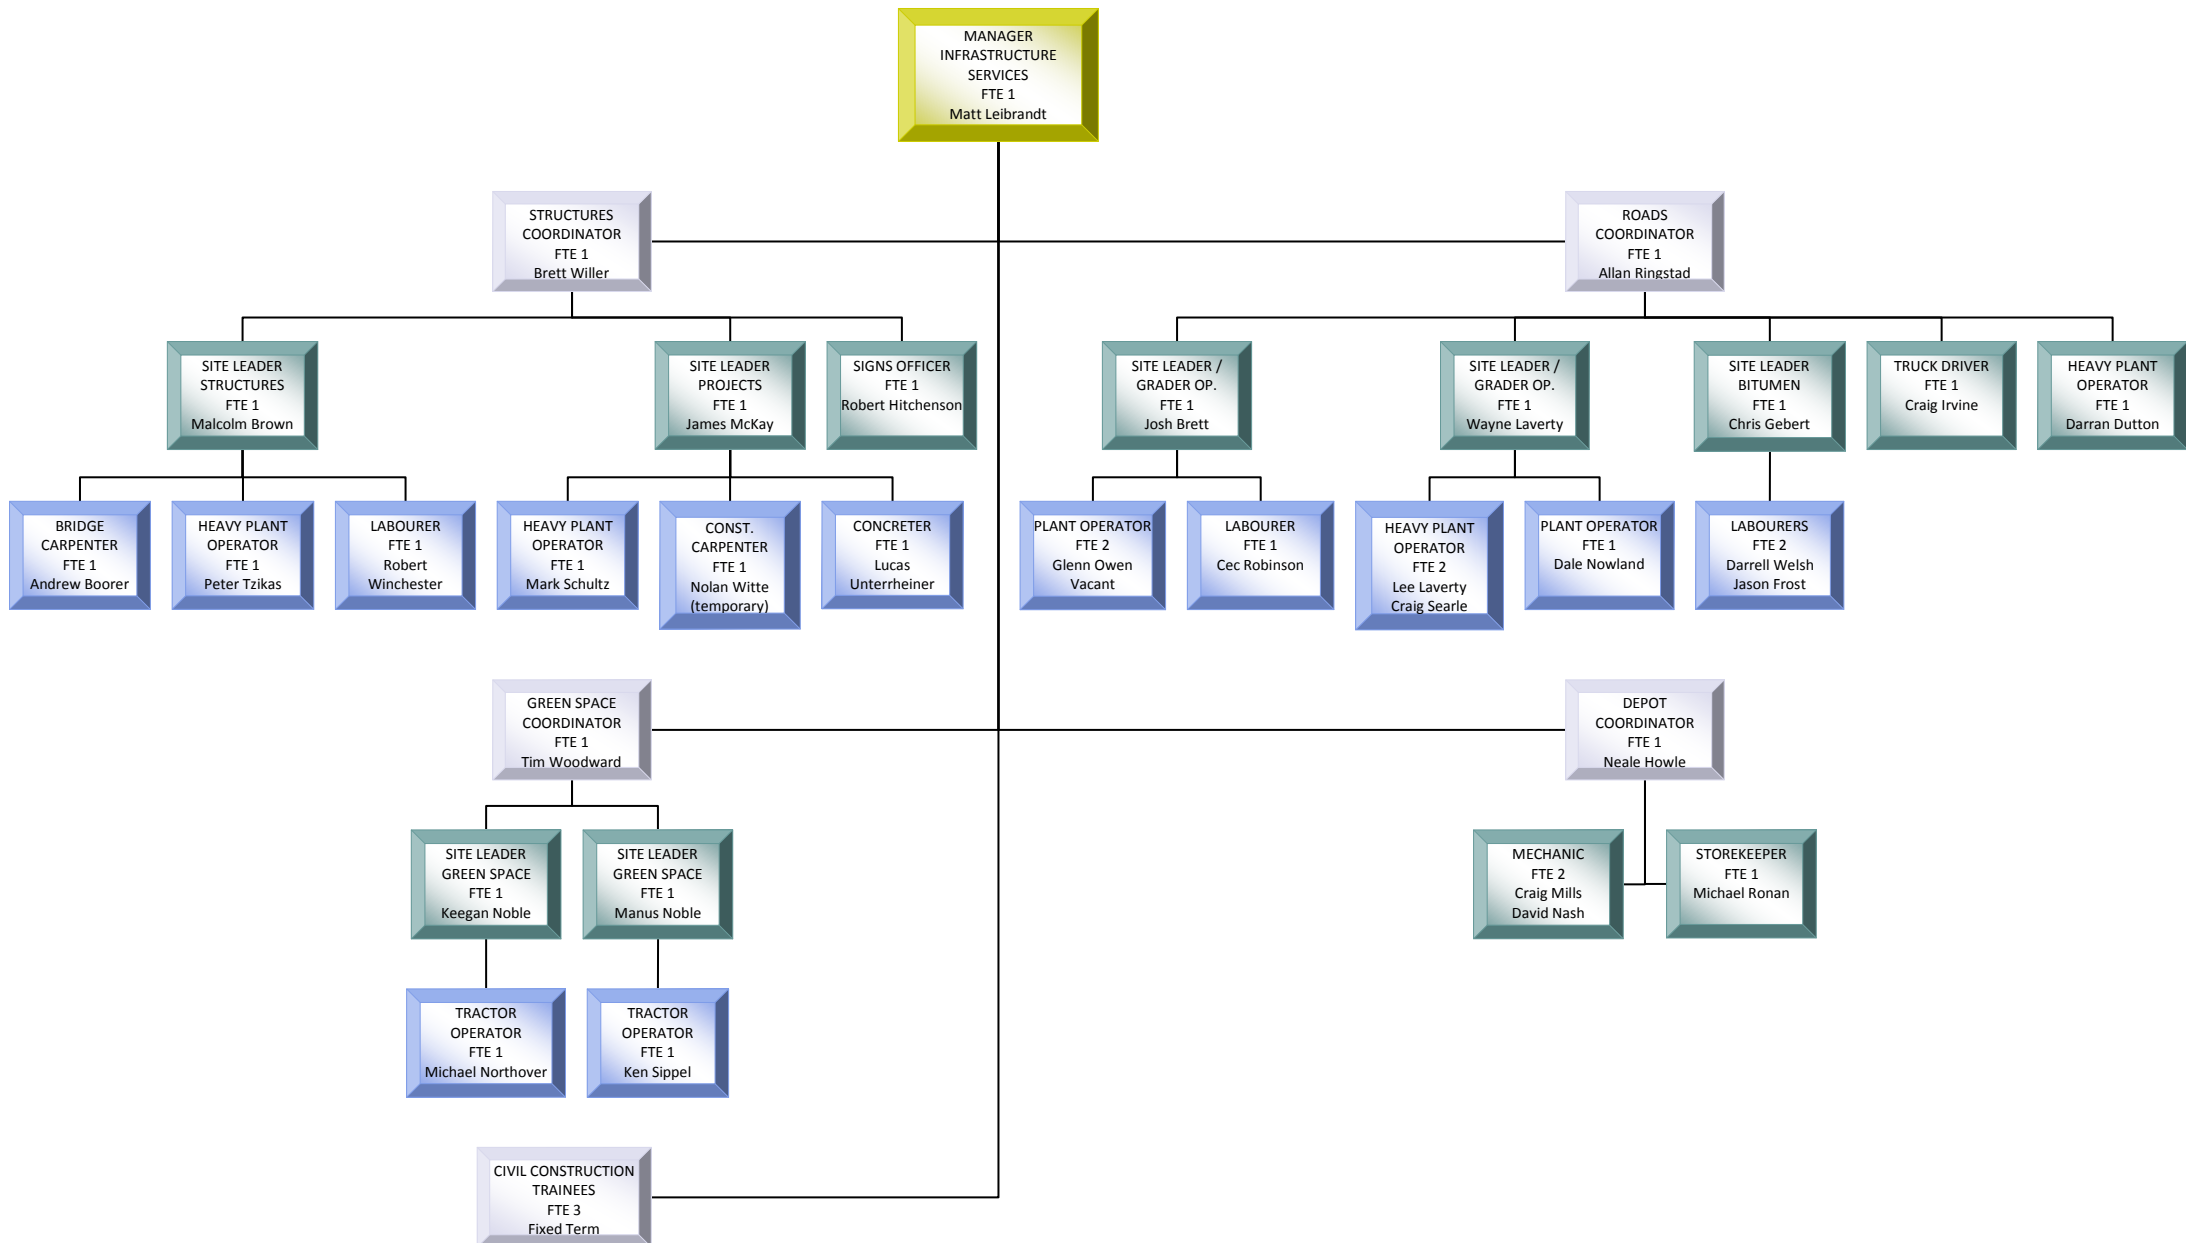 MANAGER
INFRASTRUCTURE
SERVICES
FTE 1
Matt Leibrandt
STRUCTURES
COORDINATOR
FTE 1
Brett Willer
ROADS
COORDINATOR
FTE 1
Allan Ringstad
SITE LEADER
STRUCTURES
FTE 1
Malcolm Brown
SITE LEADER
PROJECTS
FTE 1
James McKay
SIGNS OFFICER
FTE 1
Robert Hitchenson
SITE LEADER /
GRADER OP.
FTE 1
Josh Brett
SITE LEADER /
GRADER OP.
FTE 1
Wayne Laverty
SITE LEADER
BITUMEN
FTE 1
Chris Gebert
TRUCK DRIVER
FTE 1
Craig Irvine
HEAVY PLANT
OPERATOR
FTE 1
Darran Dutton
BRIDGE
CARPENTER
FTE 1
Andrew Boorer
HEAVY PLANT
OPERATOR
FTE 1
Peter Tzikas
LABOURER
FTE 1
Robert
Winchester
HEAVY PLANT
OPERATOR
FTE 1
Mark Schultz
CONST.
CARPENTER
FTE 1
Nolan Witte
(temporary)
CONCRETER
FTE 1
Lucas
Unterrheiner
PLANT OPERATOR
FTE 2
Glenn Owen
Vacant
LABOURER
FTE 1
Cec Robinson
HEAVY PLANT
OPERATOR
FTE 2
Lee Laverty
Craig Searle
PLANT OPERATOR
FTE 1
Dale Nowland
LABOURERS
FTE 2
Darrell Welsh
Jason Frost
GREEN SPACE
COORDINATOR
FTE 1
Tim Woodward
DEPOT
COORDINATOR
FTE 1
Neale Howle
SITE LEADER
GREEN SPACE
FTE 1
Keegan Noble
SITE LEADER
GREEN SPACE
FTE 1
Manus Noble
MECHANIC
FTE 2
Craig Mills
David Nash
STOREKEEPER
FTE 1
Michael Ronan
TRACTOR
OPERATOR
FTE 1
Michael Northover
TRACTOR
OPERATOR
FTE 1
Ken Sippel
CIVIL CONSTRUCTION
TRAINEES
FTE 3
Fixed Term